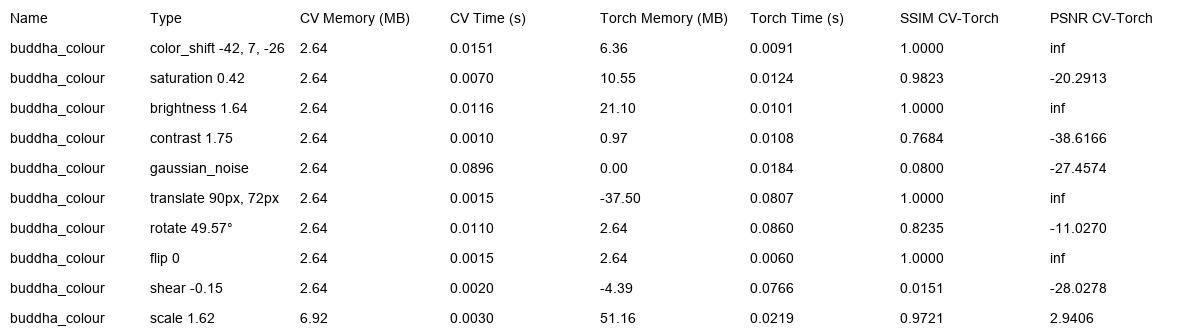 Name Type CV Memory (MB) CV Time (s) Torch Memory (MB) Torch Time (s) SSIM CV-Torch PSNR CV-Torch
buddha_colour color_shift -42, 7, -26 2.64 0.0151 6.36 0.0091 1.0000 inf
buddha_colour saturation 0.42 2.64 0.0070 10.55 0.0124 0.9823 -20.2913
buddha_colour brightness 1.64 2.64 0.0116 21.10 0.0101 1.0000 inf
buddha_colour contrast 1.75 2.64 0.0010 0.97 0.0108 0.7684 -38.6166
buddha_colour gaussian_noise 2.64 0.0896 0.00 0.0184 0.0800 -27.4574
buddha_colour translate 90px, 72px 2.64 0.0015 -37.50 0.0807 1.0000 inf
buddha_colour rotate 49.57° 2.64 0.0110 2.64 0.0860 0.8235 -11.0270
buddha_colour flip 0 2.64 0.0015 2.64 0.0060 1.0000 inf
buddha_colour shear -0.15 2.64 0.0020 -4.39 0.0766 0.0151 -28.0278
buddha_colour scale 1.62 6.92 0.0030 51.16 0.0219 0.9721 2.9406